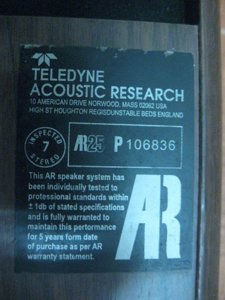 TELEDYNE
ACOUSTIC RESEARCH
10 AMERICAN DRIVE NORWOOD, MASS 02062 USA
HIGH ST HOUGHTON REGIS DUNSTABLE BEDS ENGLAND
INSPECTED
7
STEREO
AR25
P 106836
This AR speaker system has
been individually tested to
professional standards within
± 1db of stated specifications
and is fully warranted to
maintain this performance
for 5 years form date
of purchase as per AR
warranty statement.
AR